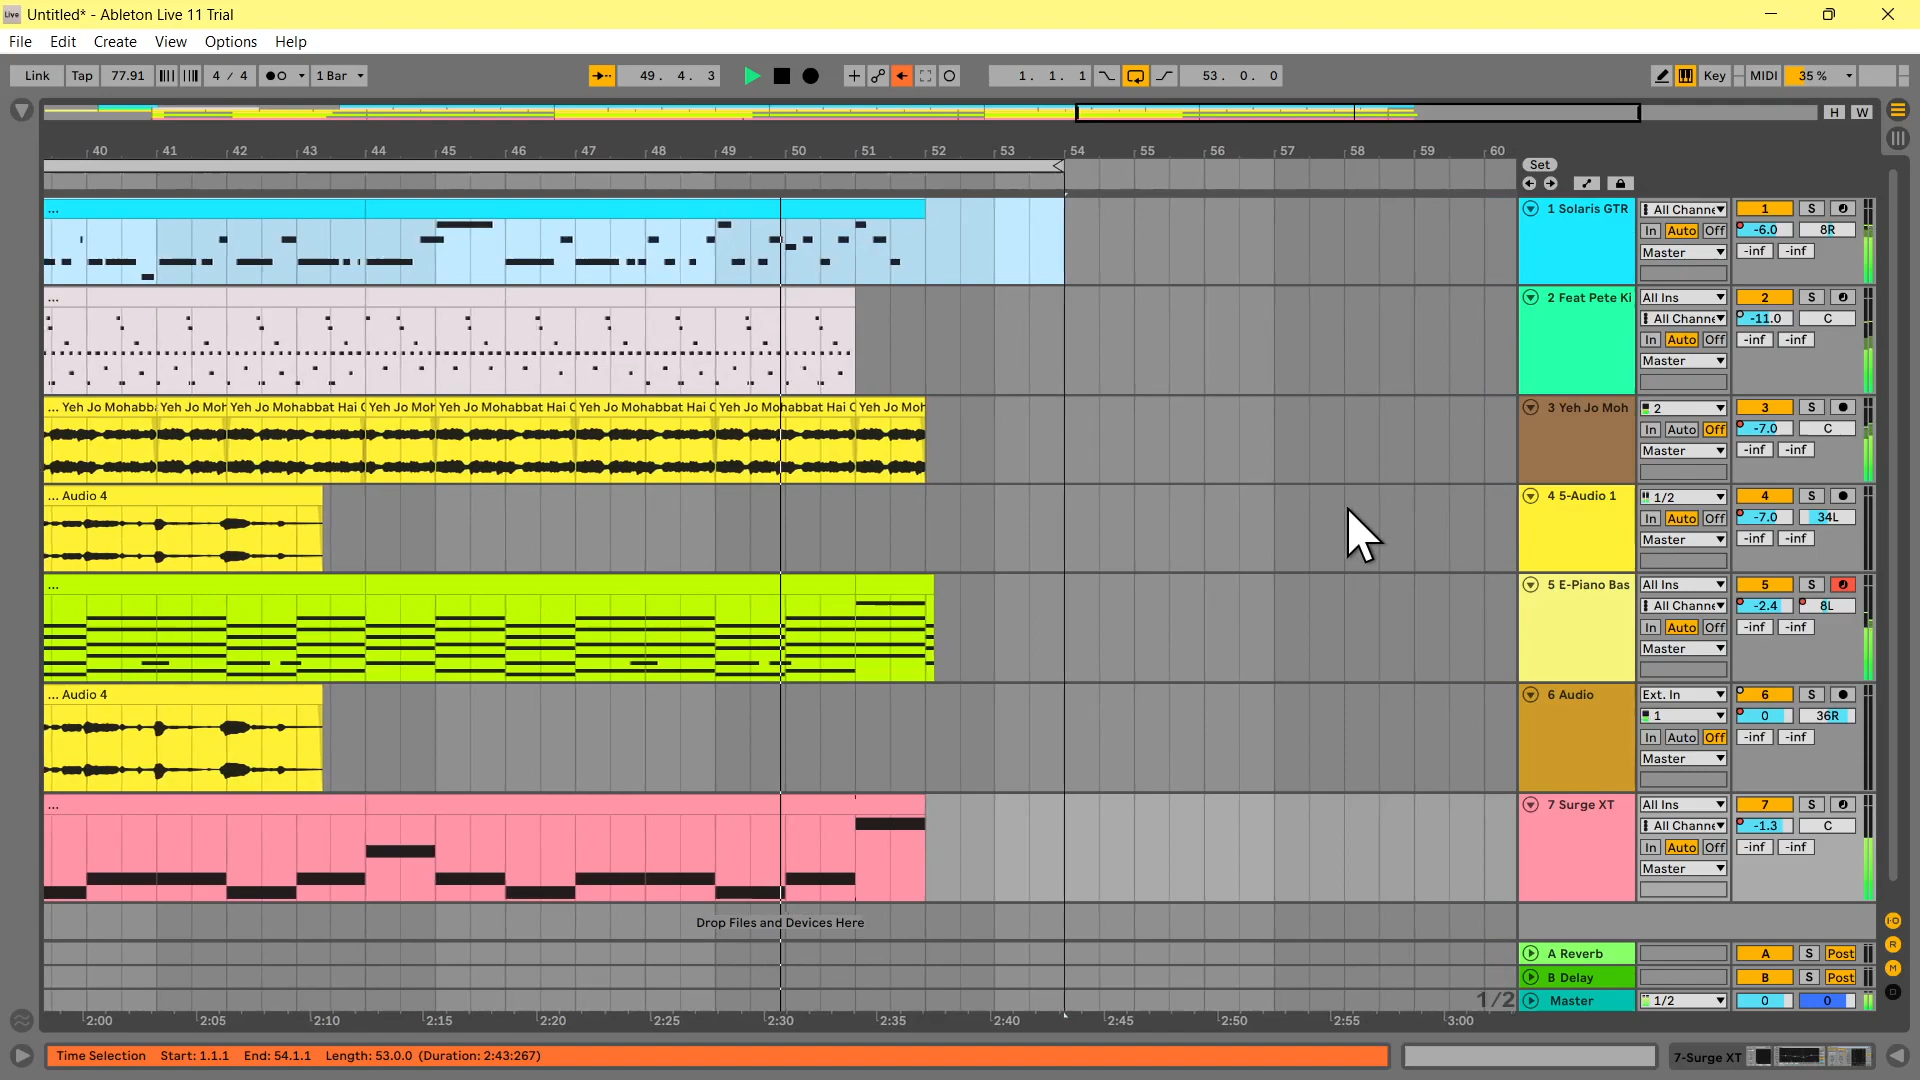 Live Untitled* - Ableton Live 11 Trial
File Edit Create View Options Help
Link Tap 77.91 4 / 4 1 Bar 49. 4. 3 1. 1. 1 53. 0. 0 Key MIDI 35 %
H W
40 41 42 43 44 45 46 47 48 49 50 51 52 53 54 55 56 57 58 59 60
Set
... 1 Solaris GTR All Channe 1 S
In Auto Off -6.0 8R
Master -inf -inf
... 2 Feat Pete Ki All Ins 2 S
All Channe -11.0 C
In Auto Off -inf -inf
Master
... Yeh Jo Mohabba Yeh Jo Moh Yeh Jo Mohabbat Hai C Yeh Jo Moh Yeh Jo Mohabbat Hai C Yeh Jo Mohabbat Hai C Yeh Jo Mohabbat Hai C Yeh Jo Moh 3 Yeh Jo Moh 2 3 S
In Auto Off -7.0 C
Master -inf -inf
... Audio 4 4 5-Audio 1 1/2 4 S
In Auto Off -7.0 34L
Master -inf -inf
... 5 E-Piano Bas All Ins 5 S
All Channe -2.4 8L
In Auto Off -inf -inf
Master
... Audio 4 6 Audio Ext. In 6 S
1 0 36R
In Auto Off -inf -inf
Master
... 7 Surge XT All Ins 7 S
All Channe -1.3 C
In Auto Off -inf -inf
Master
Drop Files and Devices Here
A Reverb A S Post
B Delay B S Post
1/2 Master 1/2 0 0
2:00 2:05 2:10 2:15 2:20 2:25 2:30 2:35 2:40 2:45 2:50 2:55 3:00
Time Selection Start: 1.1.1 End: 54.1.1 Length: 53.0.0 (Duration: 2:43:267) 7-Surge XT